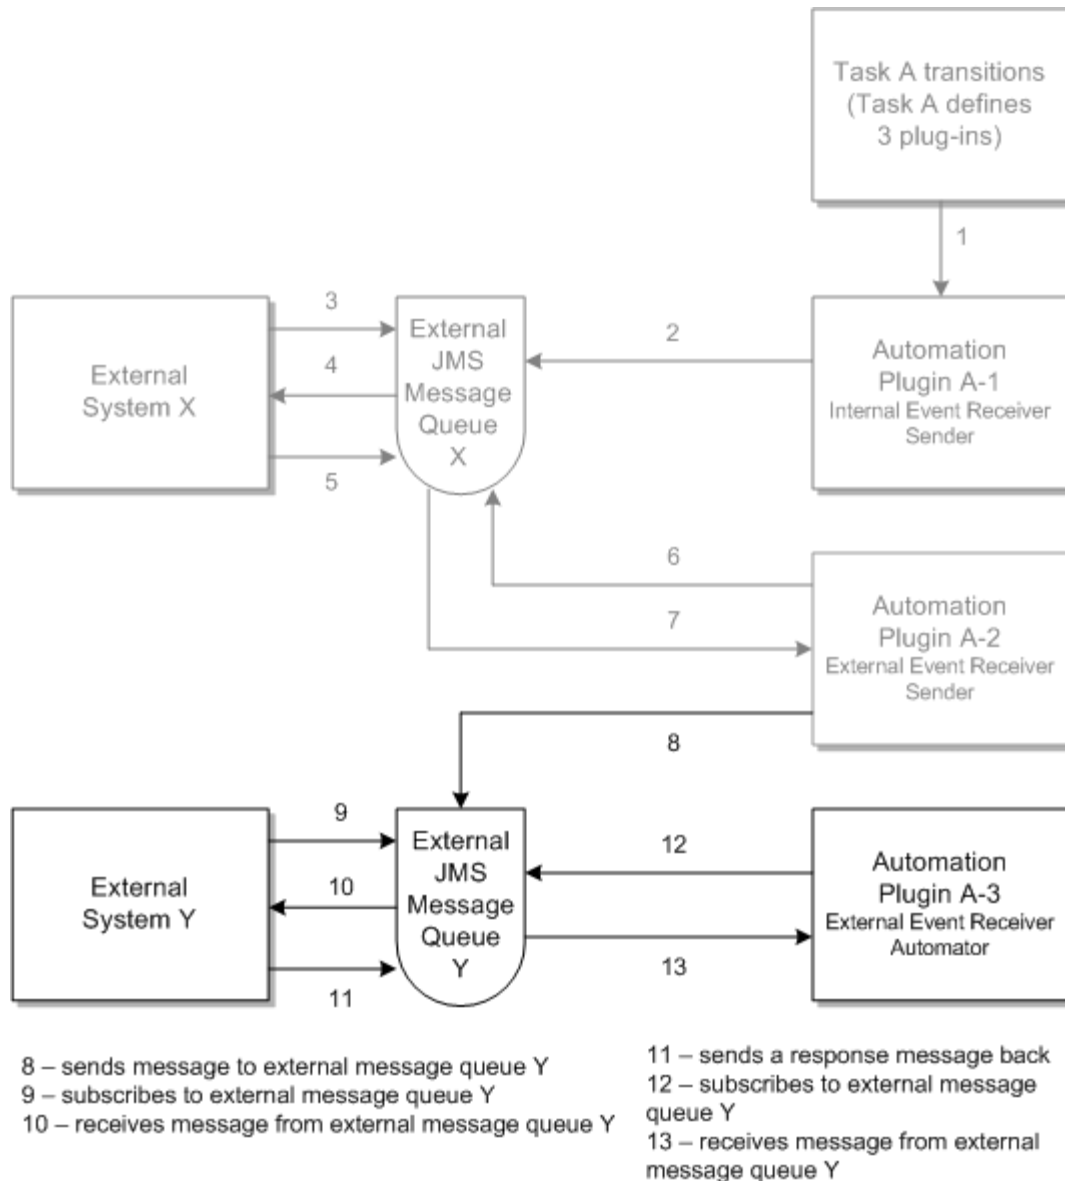 Task A transitions
(Task A defines
3 plug-ins)
1
External
System X
3
4
5
External
JMS
Message
Queue
X
2
Automation
Plugin A-1
Internal Event Receiver
Sender
6
7
Automation
Plugin A-2
External Event Receiver
Sender
8
External
System Y
9
10
11
External
JMS
Message
Queue
Y
12
13
Automation
Plugin A-3
External Event Receiver
Automator
8 – sends message to external message queue Y
9 – subscribes to external message queue Y
10 – receives message from external message queue Y
11 – sends a response message back
12 – subscribes to external message
queue Y
13 – receives message from external
message queue Y